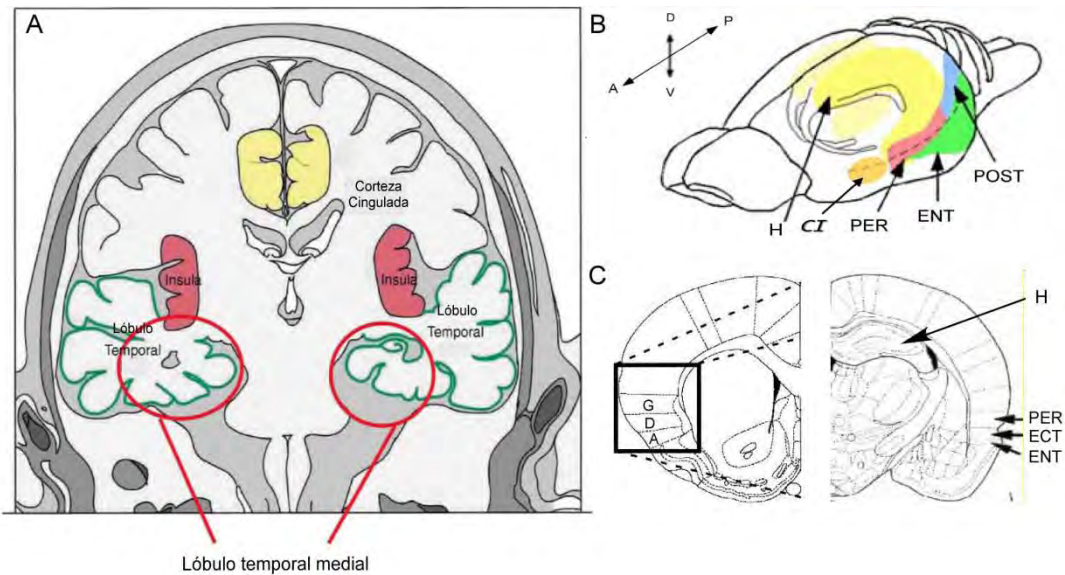 A
Corteza
Cingulada
Insula
Insula
Lóbulo
Temporal
Lóbulo
Temporal
Lóbulo temporal medial
B
D
P
A
V
H
CI
PER
ENT
POST
C
G
D
A
H
PER
ECT
ENT